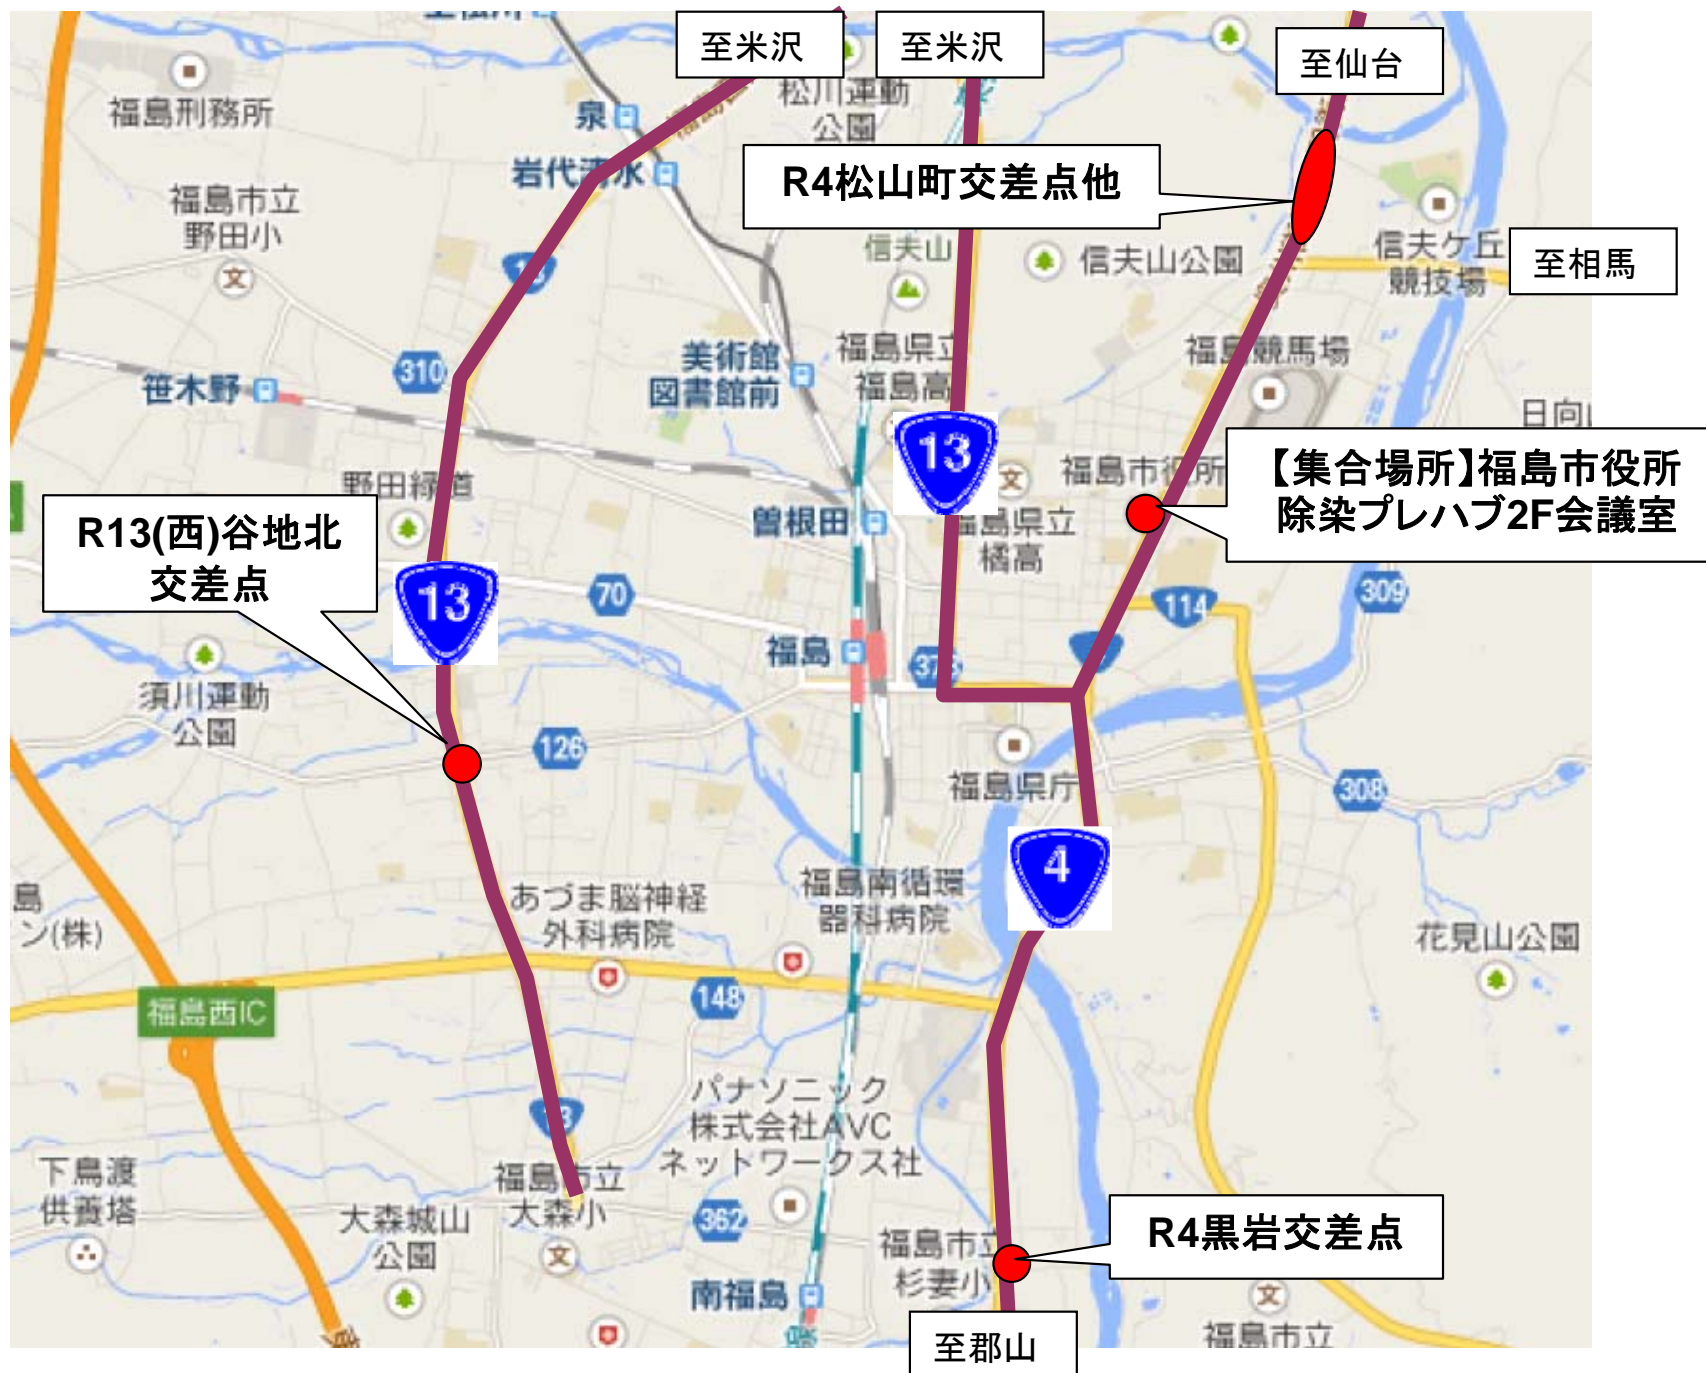 至米沢
至米沢
至仙台
福島刑務所
泉
松川運動
公園
岩代清水
R4松山町交差点他
福島市立
野田小
信夫山
信夫山公園
信夫ケ丘
競技場
至相馬
310
美術館
図書館前
福島県立
福島高
福島競馬場
笹木野
13
福島市役所
【集合場所】福島市役所
除染プレハブ2F会議室
野田緑道
曽根田
福島県立
橘高
R13(西)谷地北
交差点
13
70
114
309
福島
須川運動
公園
126
福島県庁
308
4
あづま脳神経
外科病院
福島南循環
器科病院
島
ン(株)
花見山公園
148
福島西IC
パナソニック
株式会社AVC
ネットワークス社
下鳥渡
供養塔
福島市立
大森小
大森城山
公園
362
R4黒岩交差点
福島市立
杉妻小
南福島
福島市立
至郡山